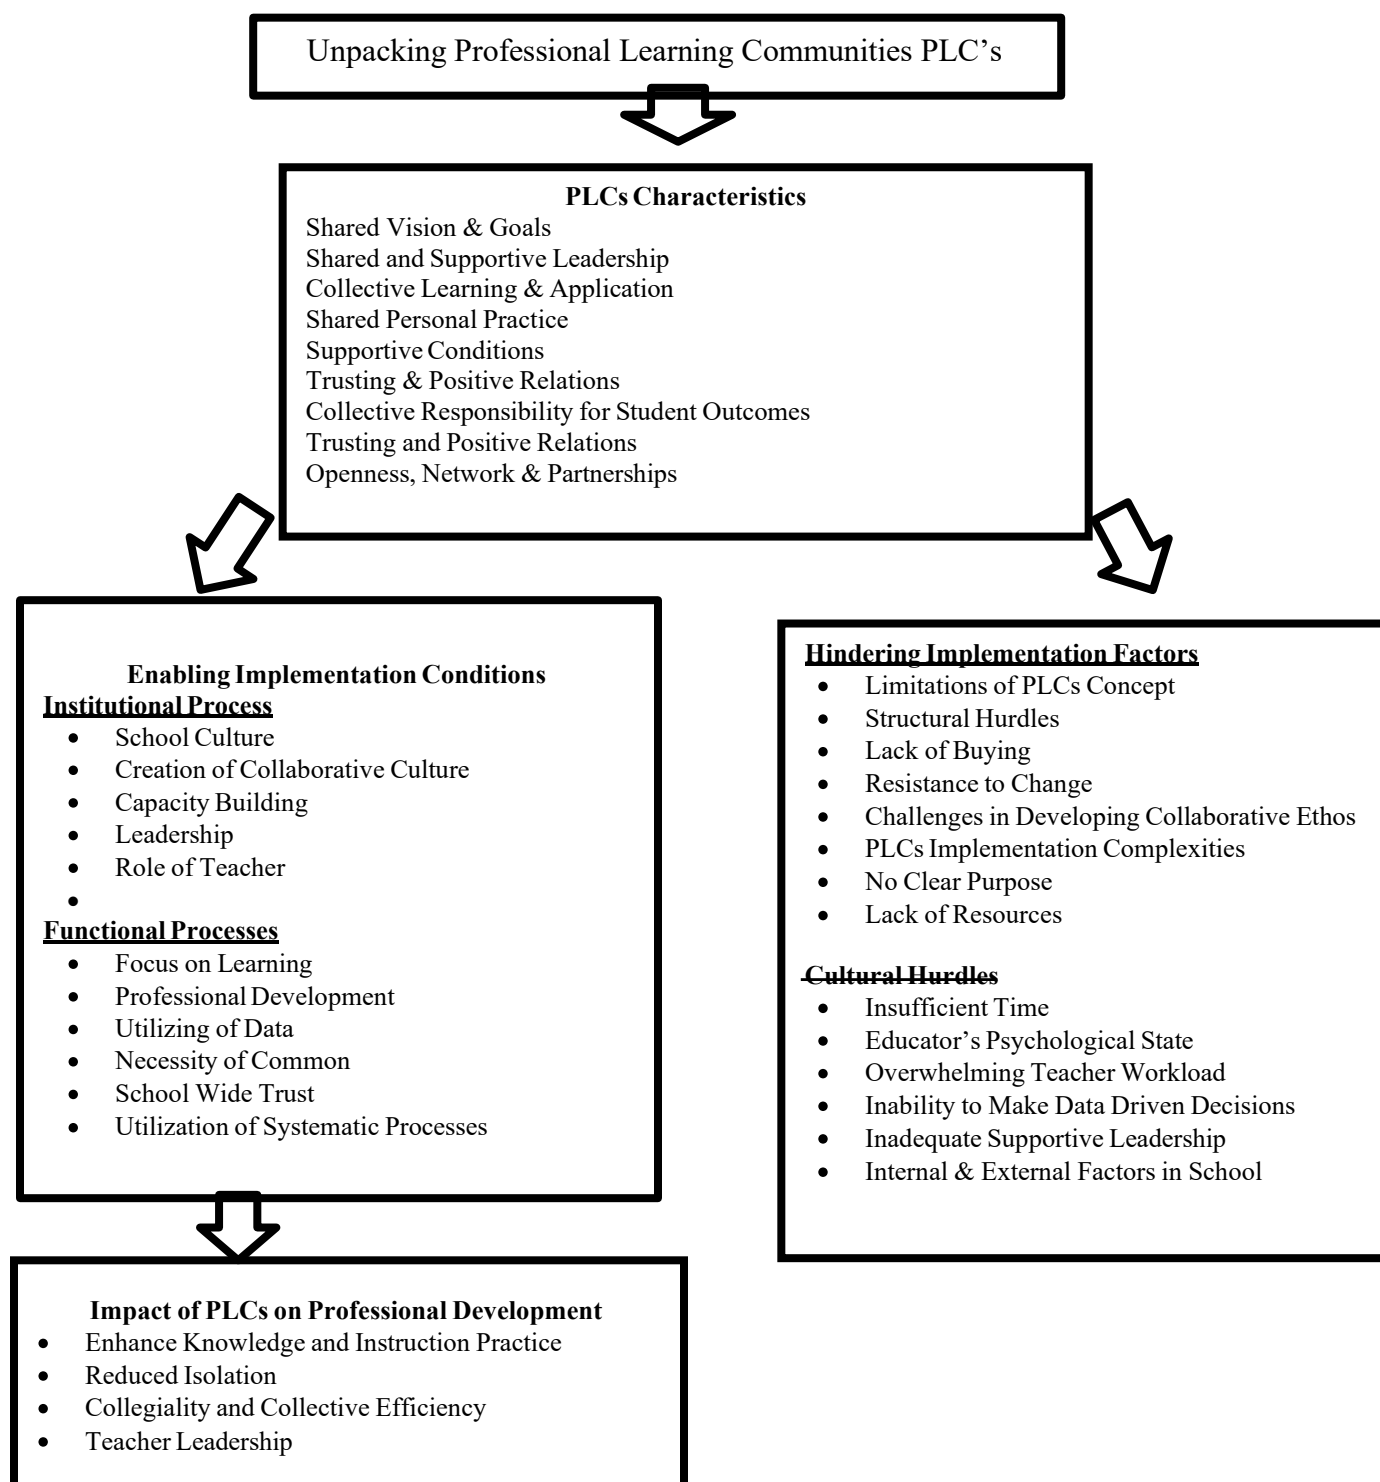 Unpacking Professional Learning Communities PLC’s
PLCs Characteristics
Shared Vision & Goals
Shared and Supportive Leadership
Collective Learning & Application
Shared Personal Practice
Supportive Conditions
Trusting & Positive Relations
Collective Responsibility for Student Outcomes
Trusting and Positive Relations
Openness, Network & Partnerships
Enabling Implementation Conditions
Institutional Process
• School Culture
• Creation of Collaborative Culture
• Capacity Building
• Leadership
• Role of Teacher
•
Functional Processes
• Focus on Learning
• Professional Development
• Utilizing of Data
• Necessity of Common
• School Wide Trust
• Utilization of Systematic Processes
Hindering Implementation Factors
• Limitations of PLCs Concept
• Structural Hurdles
• Lack of Buying
• Resistance to Change
• Challenges in Developing Collaborative Ethos
• PLCs Implementation Complexities
• No Clear Purpose
• Lack of Resources
Cultural Hurdles
• Insufficient Time
• Educator’s Psychological State
• Overwhelming Teacher Workload
• Inability to Make Data Driven Decisions
• Inadequate Supportive Leadership
• Internal & External Factors in School
Impact of PLCs on Professional Development
• Enhance Knowledge and Instruction Practice
• Reduced Isolation
• Collegiality and Collective Efficiency
• Teacher Leadership